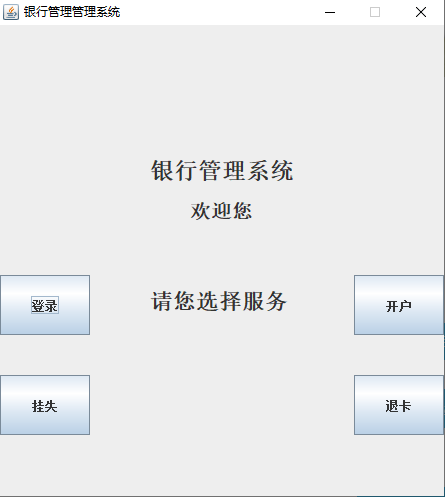 银行管理管理系统
银行管理系统
欢迎您
登录
请您选择服务
开户
挂失
退卡